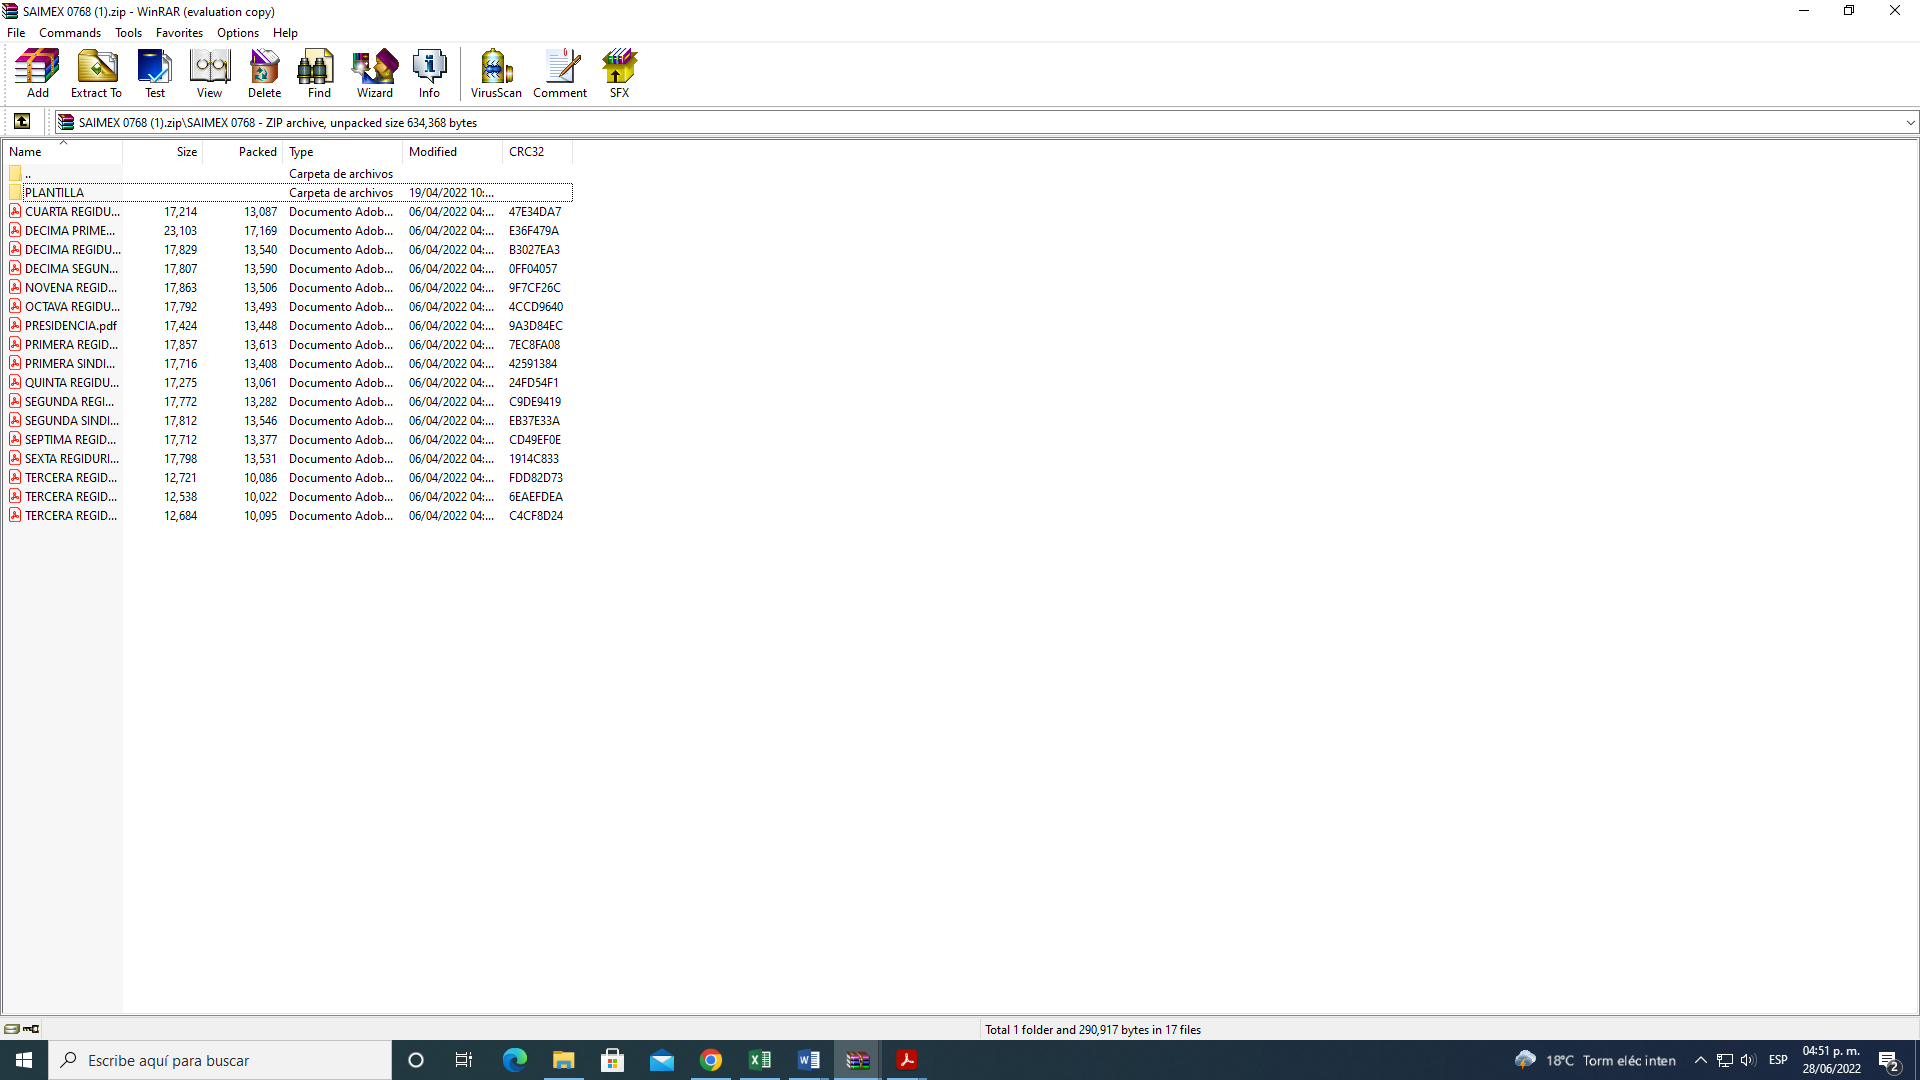 SAIMEX 0768 (1).zip - WinRAR (evaluation copy)
File Commands Tools Favorites Options Help
Add Extract To Test View Delete Find Wizard Info VirusScan Comment SFX
SAIMEX 0768 (1).zip\SAIMEX 0768 - ZIP archive, unpacked size 634,368 bytes
Name Size Packed Type Modified CRC32
.. Carpeta de archivos
PLANTILLA Carpeta de archivos 19/04/2022 10:...
CUARTA REGIDU... 17,214 13,087 Documento Adob... 06/04/2022 04:... 47E34DA7
DECIMA PRIME... 23,103 17,169 Documento Adob... 06/04/2022 04:... E36F479A
DECIMA REGIDU... 17,829 13,540 Documento Adob... 06/04/2022 04:... B3027EA3
DECIMA SEGUN... 17,807 13,590 Documento Adob... 06/04/2022 04:... 0FF04057
NOVENA REGID... 17,863 13,506 Documento Adob... 06/04/2022 04:... 9F7CF26C
OCTAVA REGIDU... 17,792 13,493 Documento Adob... 06/04/2022 04:... 4CCD9640
PRESIDENCIA.pdf 17,424 13,448 Documento Adob... 06/04/2022 04:... 9A3D84EC
PRIMERA REGID... 17,857 13,613 Documento Adob... 06/04/2022 04:... 7EC8FA08
PRIMERA SINDI... 17,716 13,408 Documento Adob... 06/04/2022 04:... 42591384
QUINTA REGIDU... 17,275 13,061 Documento Adob... 06/04/2022 04:... 24FD54F1
SEGUNDA REGI... 17,772 13,282 Documento Adob... 06/04/2022 04:... C9DE9419
SEGUNDA SINDI... 17,812 13,546 Documento Adob... 06/04/2022 04:... EB37E33A
SEPTIMA REGID... 17,712 13,377 Documento Adob... 06/04/2022 04:... CD49EF0E
SEXTA REGIDURI... 17,798 13,531 Documento Adob... 06/04/2022 04:... 1914C833
TERCERA REGID... 12,721 10,086 Documento Adob... 06/04/2022 04:... FDD82D73
TERCERA REGID... 12,538 10,022 Documento Adob... 06/04/2022 04:... 6EAEFDEA
TERCERA REGID... 12,684 10,095 Documento Adob... 06/04/2022 04:... C4CF8D24
Total 1 folder and 290,917 bytes in 17 files
Escribe aquí para buscar
18°C Torm eléc inten
ESP
04:51 p. m.
28/06/2022
2